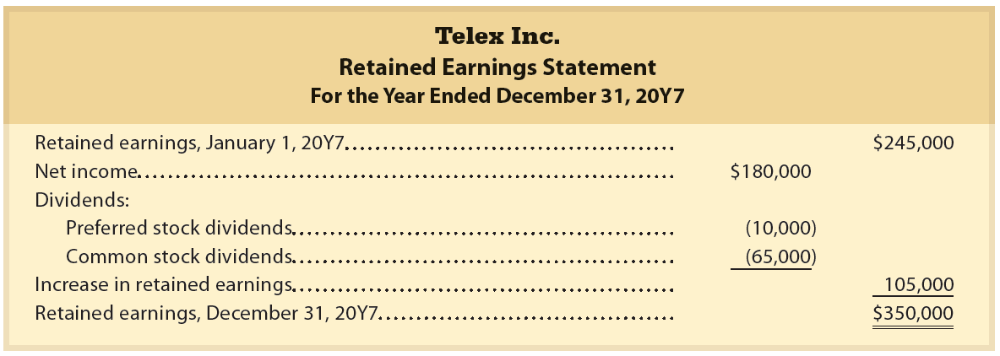 Telex Inc.
Retained Earnings Statement
For the Year Ended December 31, 20Y7
Retained earnings, January 1, 20Y7 $245,000
Net income $180,000
Dividends:
Preferred stock dividends (10,000)
Common stock dividends (65,000)
Increase in retained earnings 105,000
Retained earnings, December 31, 20Y7 $350,000